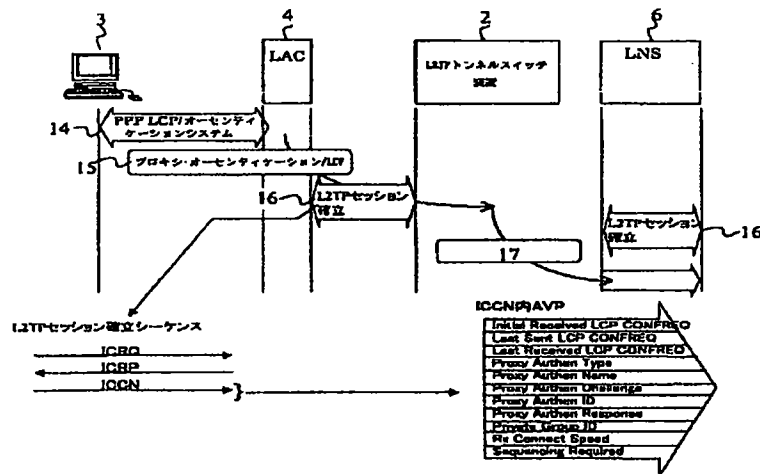 3
4
2
6
LAC
L2TPトンネルスイッチ
装置
LNS
14
PPP LCP/オーセンティ
ケーションシステム
15
プロキシ・オーセンティケーション/LCP
16
L2TPセッション
確立
17
L2TPセッション
確立
16
L2TPセッション確立シーケンス
ICRQ
ICRP
ICCN
}
ICCN内AVP
Initial Received LCP CONFREQ
Last Sent LCP CONFREQ
Last Received LCP CONFREQ
Proxy Authen Type
Proxy Authen Name
Proxy Authen Challenge
Proxy Authen ID
Proxy Authen Response
Private Group ID
Rx Connect Speed
Sequencing Required